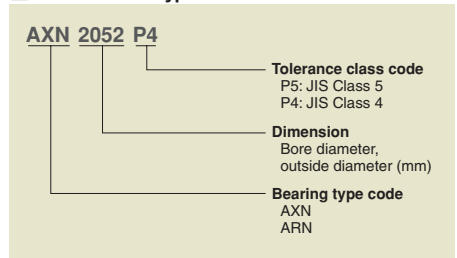 AXN 2052 P4
Tolerance class code
P5: JIS Class 5
P4: JIS Class 4
Dimension
Bore diameter,
outside diameter (mm)
Bearing type code
AXN
ARN